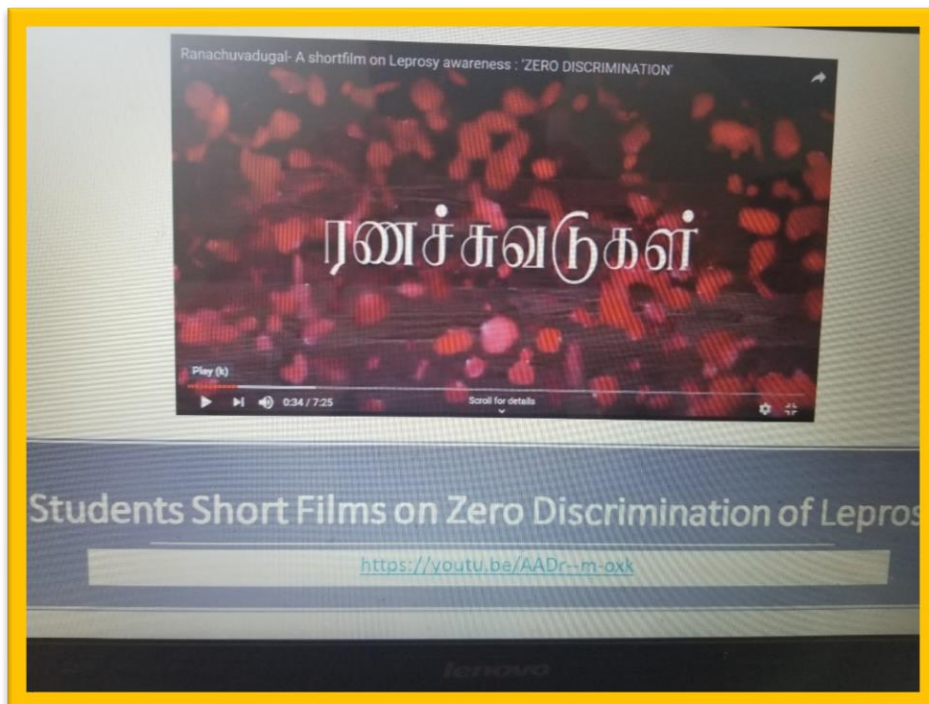 Ranachuvadugal- A shortfilm on Leprosy awareness : 'ZERO DISCRIMINATION'
ரணச்சுவடுகள்
Play (k)
0:34 / 7:25
Scroll for details
Students Short Films on Zero Discrimination of Lepros
https://youtu.be/AADr--m-oxk
lenovo